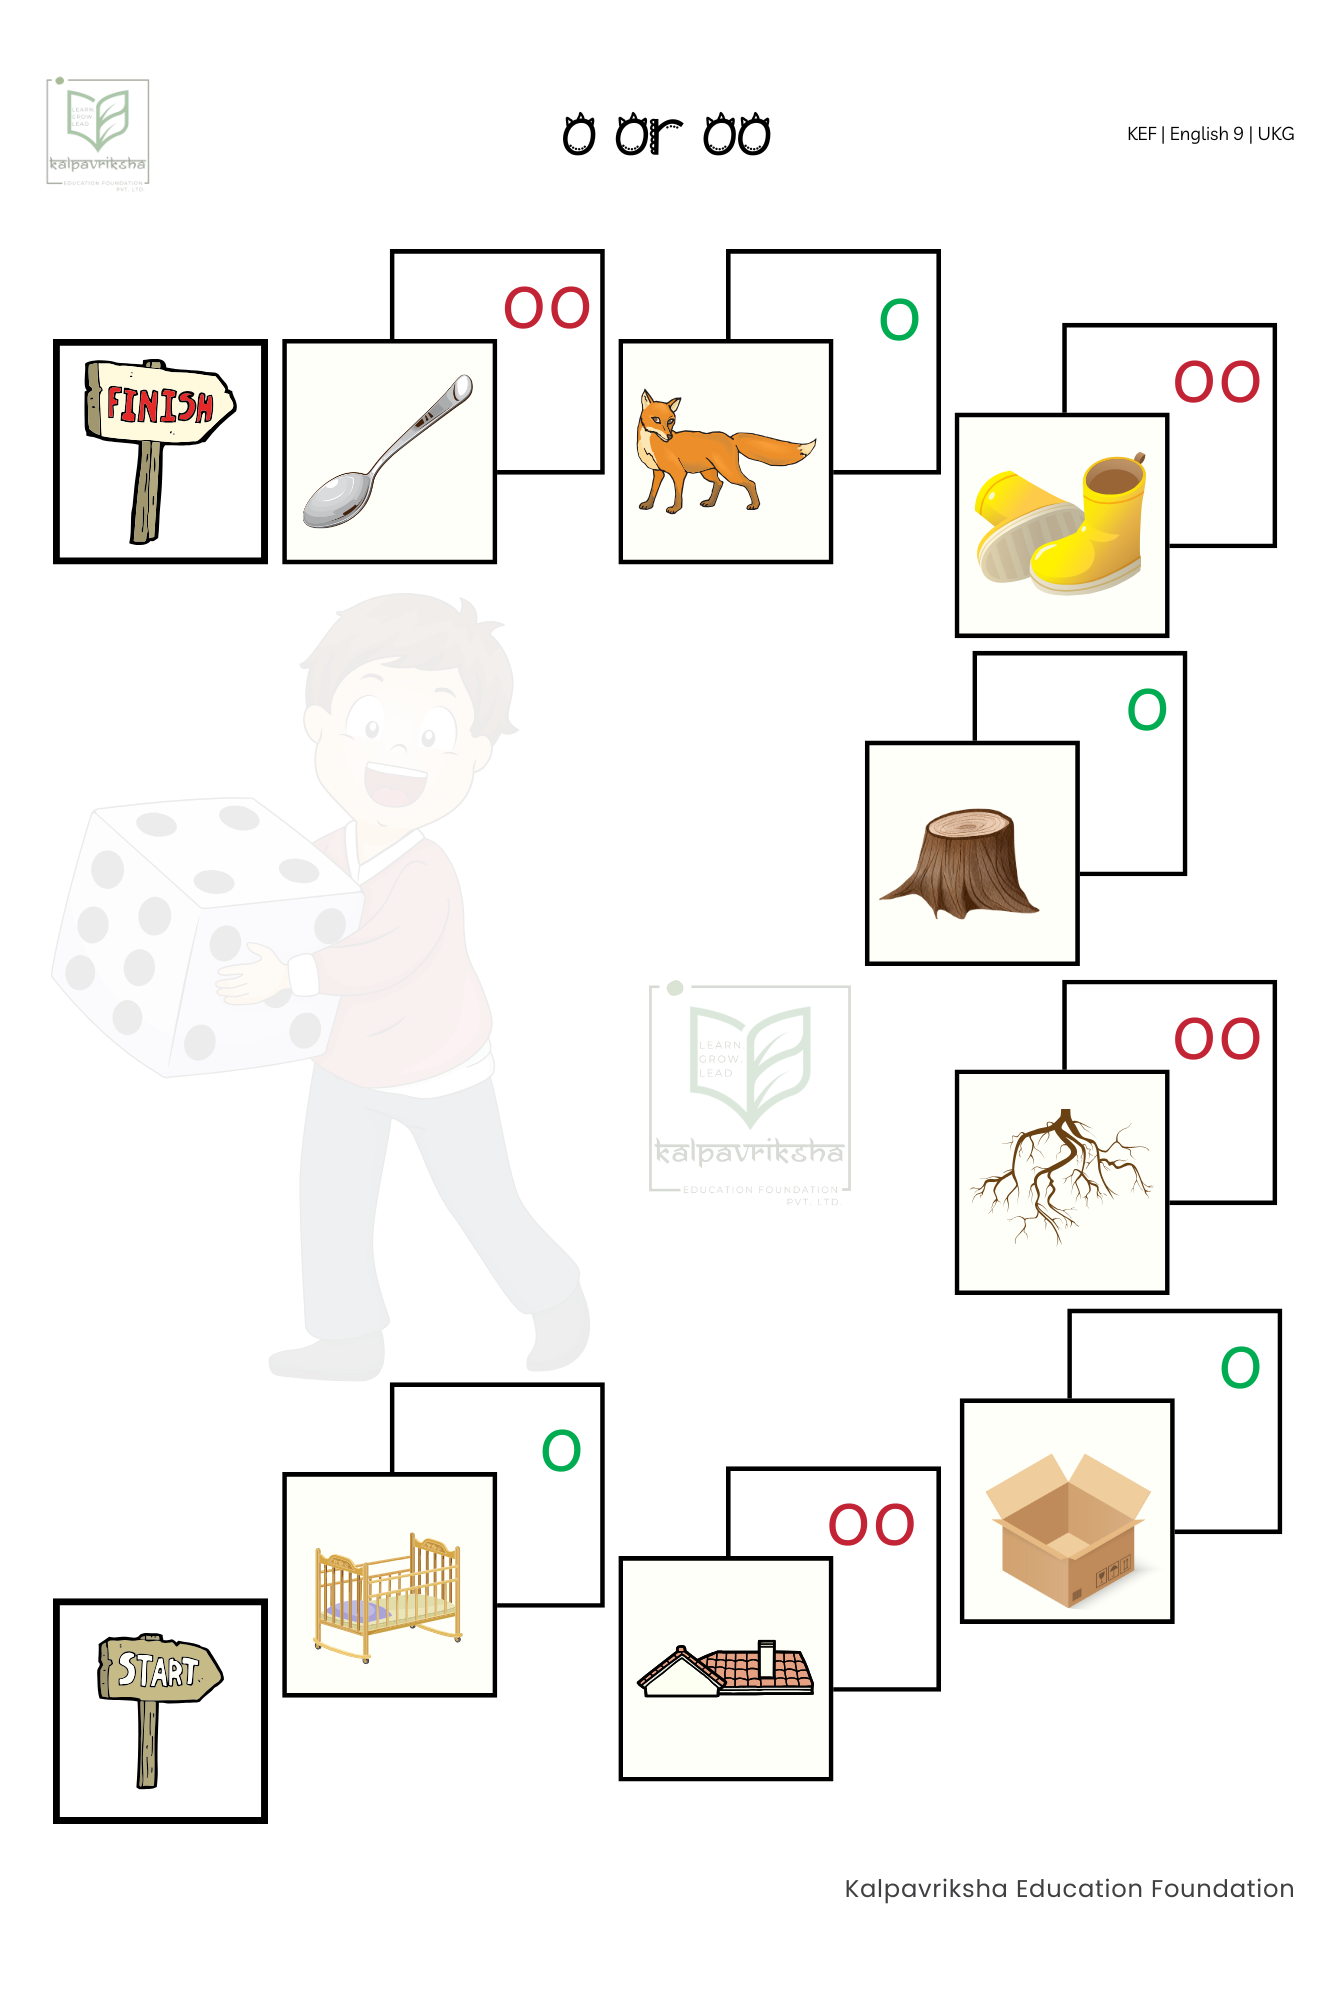 LEARN.
GROW.
LEAD.
kalpavriksha
EDUCATION FOUNDATION
PVT. LTD.
o or oo
KEF | English 9 | UKG
oo
o
oo
FINISH
o
LEARN.
GROW.
LEAD.
kalpavriksha
EDUCATION FOUNDATION
PVT. LTD.
oo
o
o
oo
START
Kalpavriksha Education Foundation